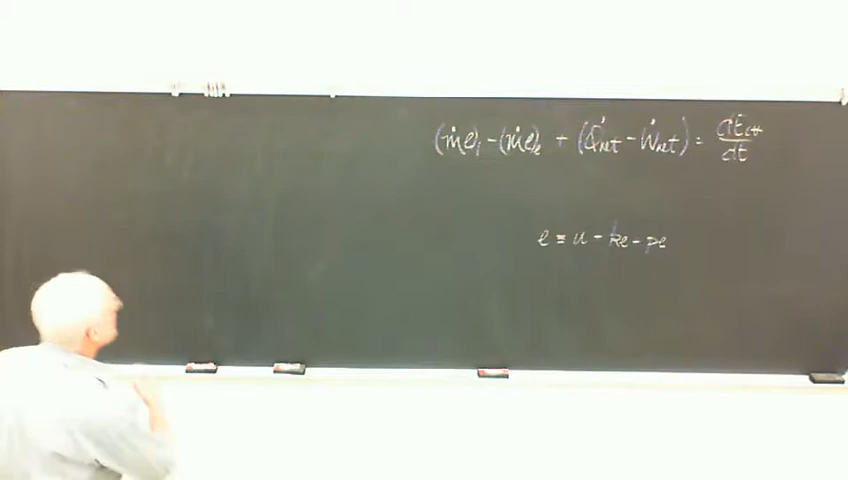 (ṁe)₁ - (ṁe)₂ + (Q̇net - Ẇnet) = dEcv/dt
e = u - ke - pe